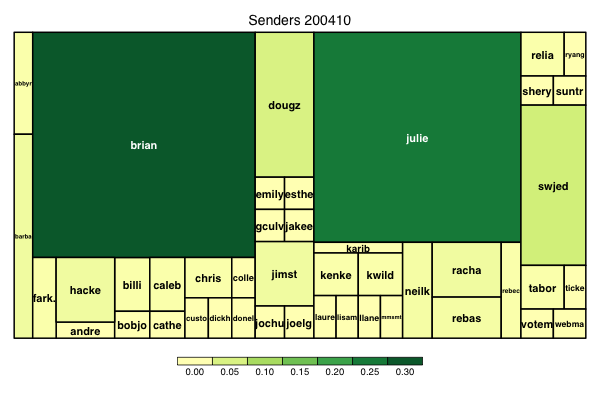 Senders 200410
abbyr
brian
dougz
julie
relia
ryang
shery
suntr
swjed
emily
esthe
gculv
jakee
barba
fark.
hacke
andre
billi
caleb
bobjo
cathe
chris
colle
custo
dickh
donel
jimst
jochu
joelg
karib
kenke
kwild
laure
lisam
llane
neilk
racha
rebas
rebec
tabor
ticke
votem
webma
0.00 0.05 0.10 0.15 0.20 0.25 0.30